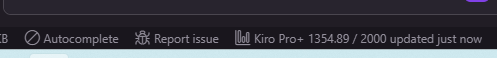 Autocomplete Report issue Kiro Pro+ 1354.89 / 2000 updated just now